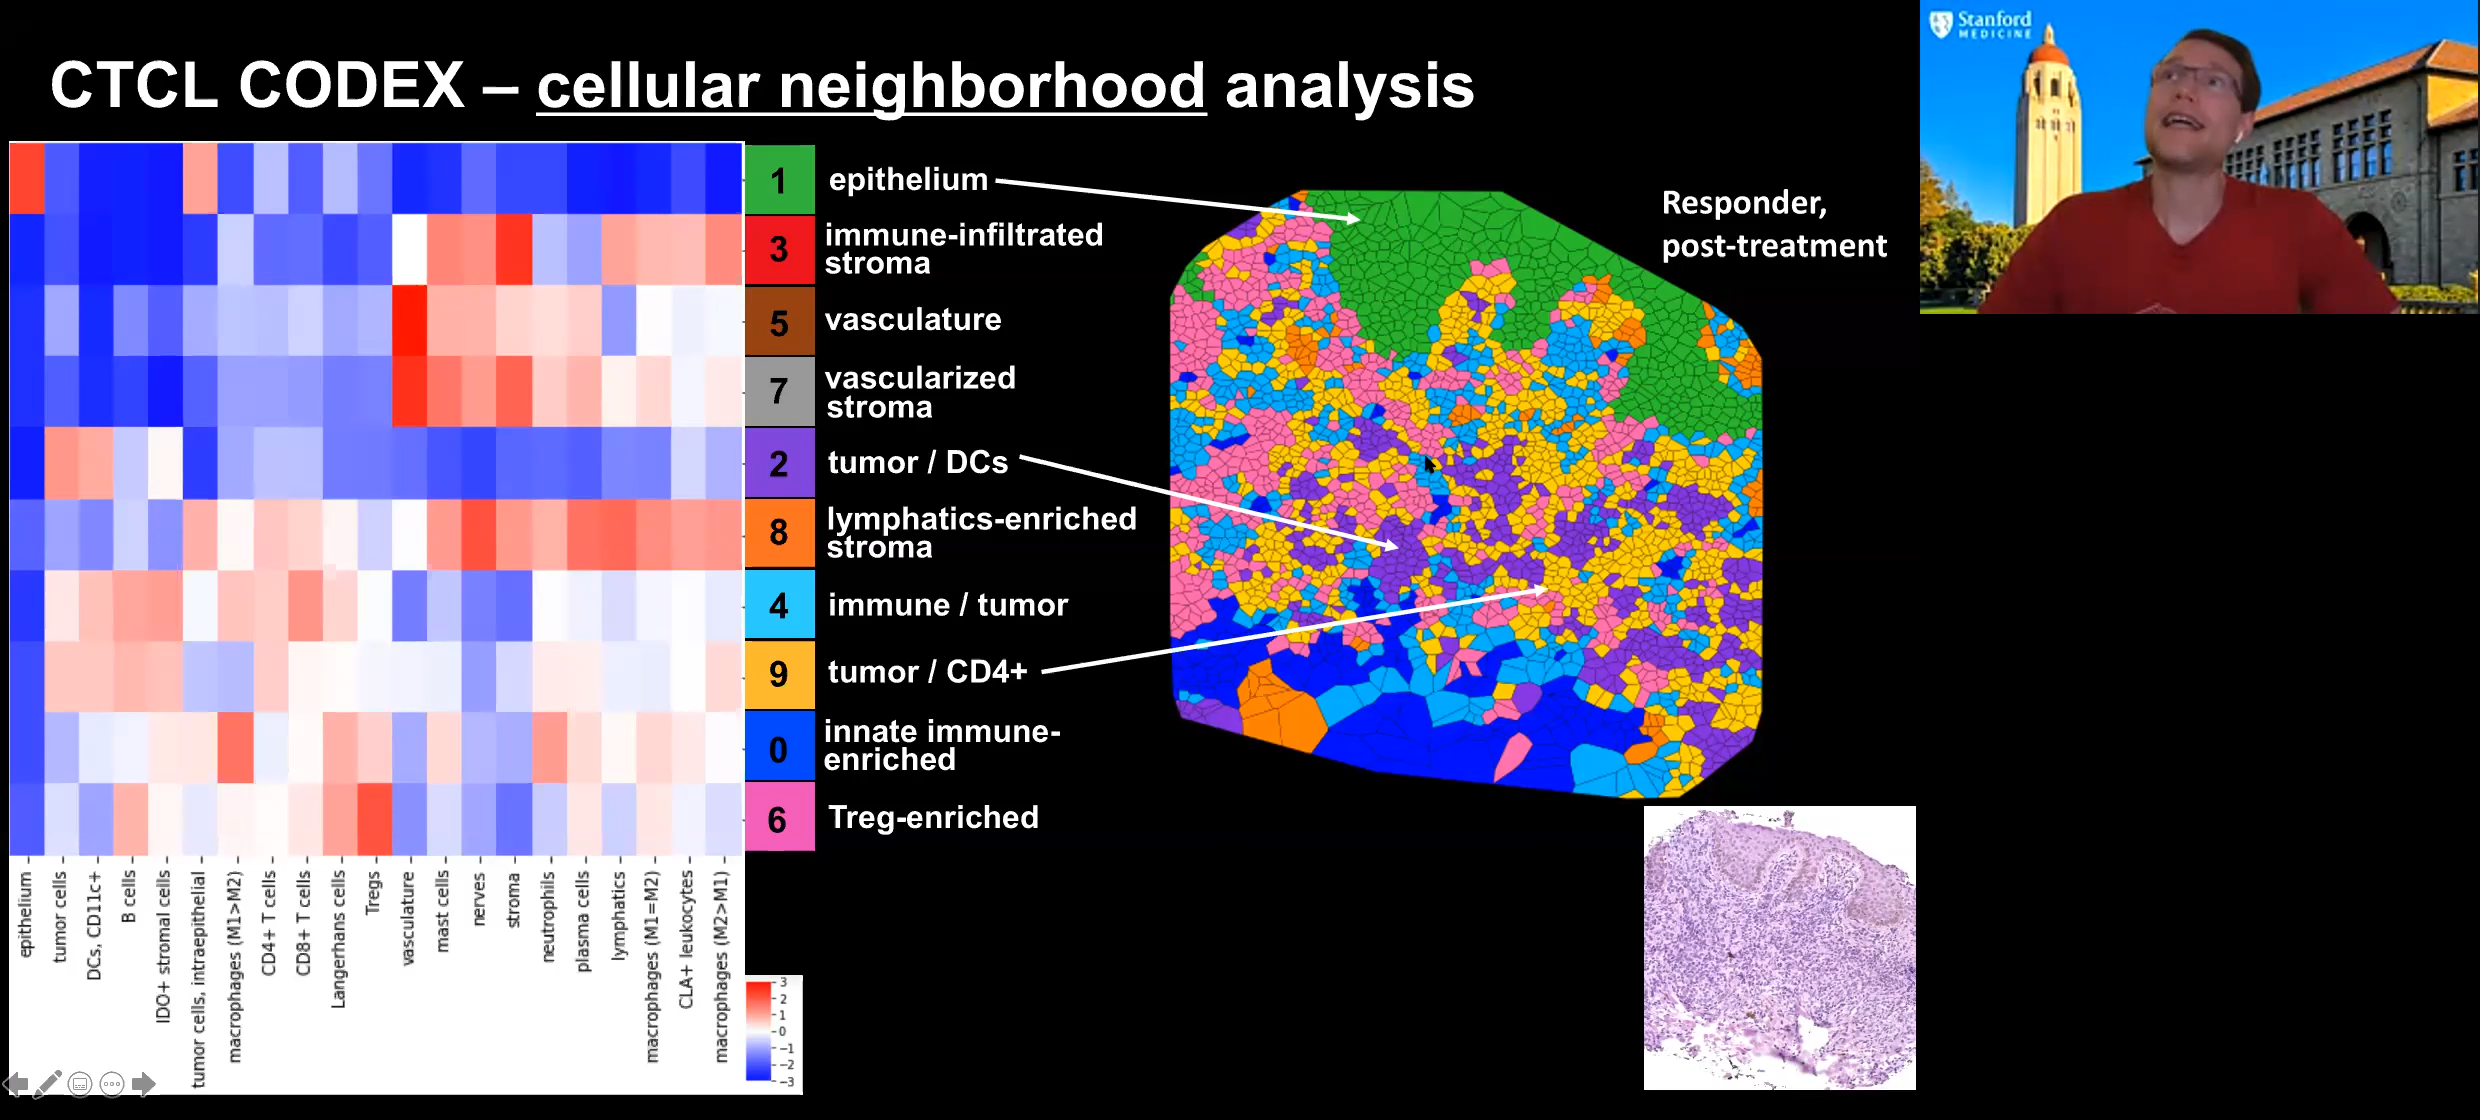 CTCL CODEX – cellular neighborhood analysis
Stanford
MEDICINE
Responder,
post-treatment
1 epithelium
3 immune-infiltrated
stroma
5 vasculature
7 vascularized
stroma
2 tumor / DCs
8 lymphatics-enriched
stroma
4 immune / tumor
9 tumor / CD4+
0 innate immune-
enriched
6 Treg-enriched
epithelium
tumor cells
DCs, CD11c+
B cells
IDO+ stromal cells
tumor cells, intraepithelial
macrophages (M1>M2)
CD4+ T cells
CD8+ T cells
Langerhans cells
Tregs
vasculature
mast cells
nerves
stroma
neutrophils
plasma cells
lymphatics
macrophages (M1=M2)
CLA+ leukocytes
macrophages (M2>M1)
3
2
1
0
−1
−2
−3